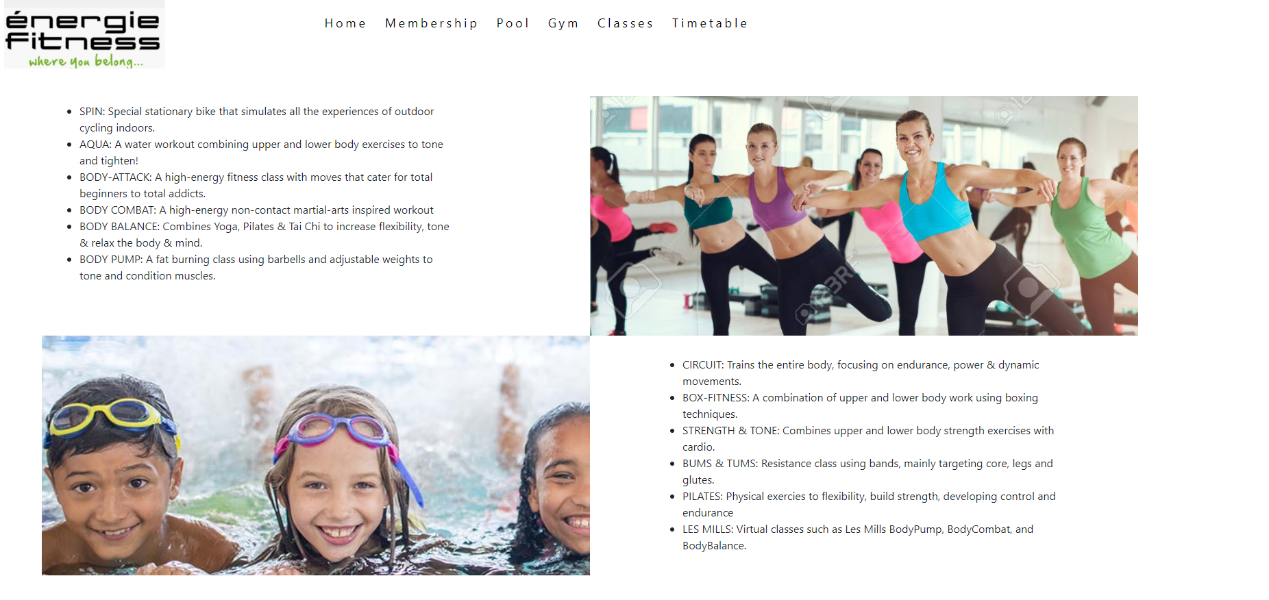 énergie
fitness
where you belong...
Home Membership Pool Gym Classes Timetable
SPIN: Special stationary bike that simulates all the experiences of outdoor
cycling indoors.
AQUA: A water workout combining upper and lower body exercises to tone
and tighten!
BODY-ATTACK: A high-energy fitness class with moves that cater for total
beginners to total addicts.
BODY COMBAT: A high-energy non-contact martial-arts inspired workout
BODY BALANCE: Combines Yoga, Pilates & Tai Chi to increase flexibility, tone
& relax the body & mind.
BODY PUMP: A fat burning class using barbells and adjustable weights to
tone and condition muscles.
CIRCUIT: Trains the entire body, focusing on endurance, power & dynamic
movements.
BOX-FITNESS: A combination of upper and lower body work using boxing
techniques.
STRENGTH & TONE: Combines upper and lower body strength exercises with
cardio.
BUMS & TUMS: Resistance class using bands, mainly targeting core, legs and
glutes.
PILATES: Physical exercies to flexibility, build strength, developing control and
endurance
LES MILLS: Virtual classes such as Les Mills BodyPump, BodyCombat, and
BodyBalance.